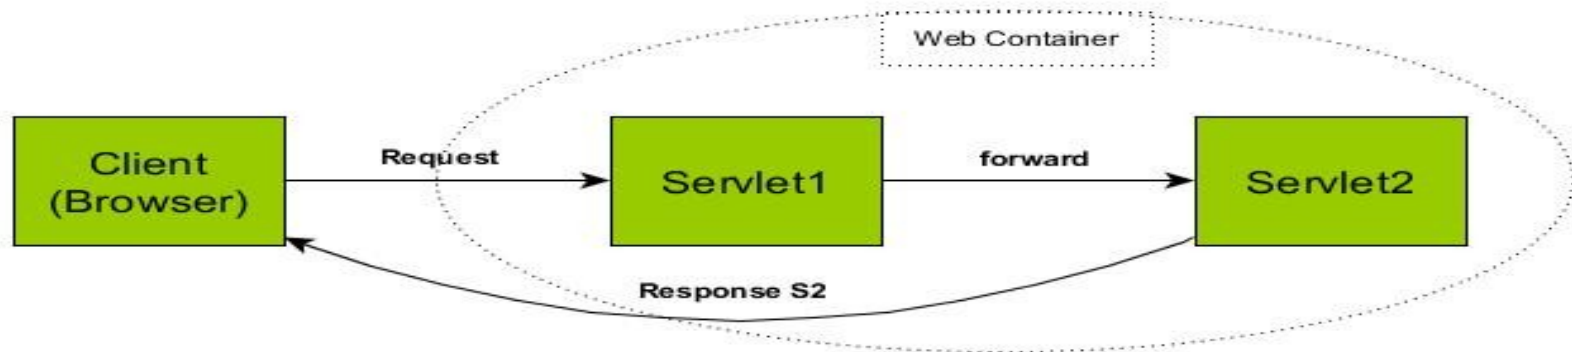 Web Container
Client
(Browser)
Request
Servlet1
forward
Servlet2
Response S2